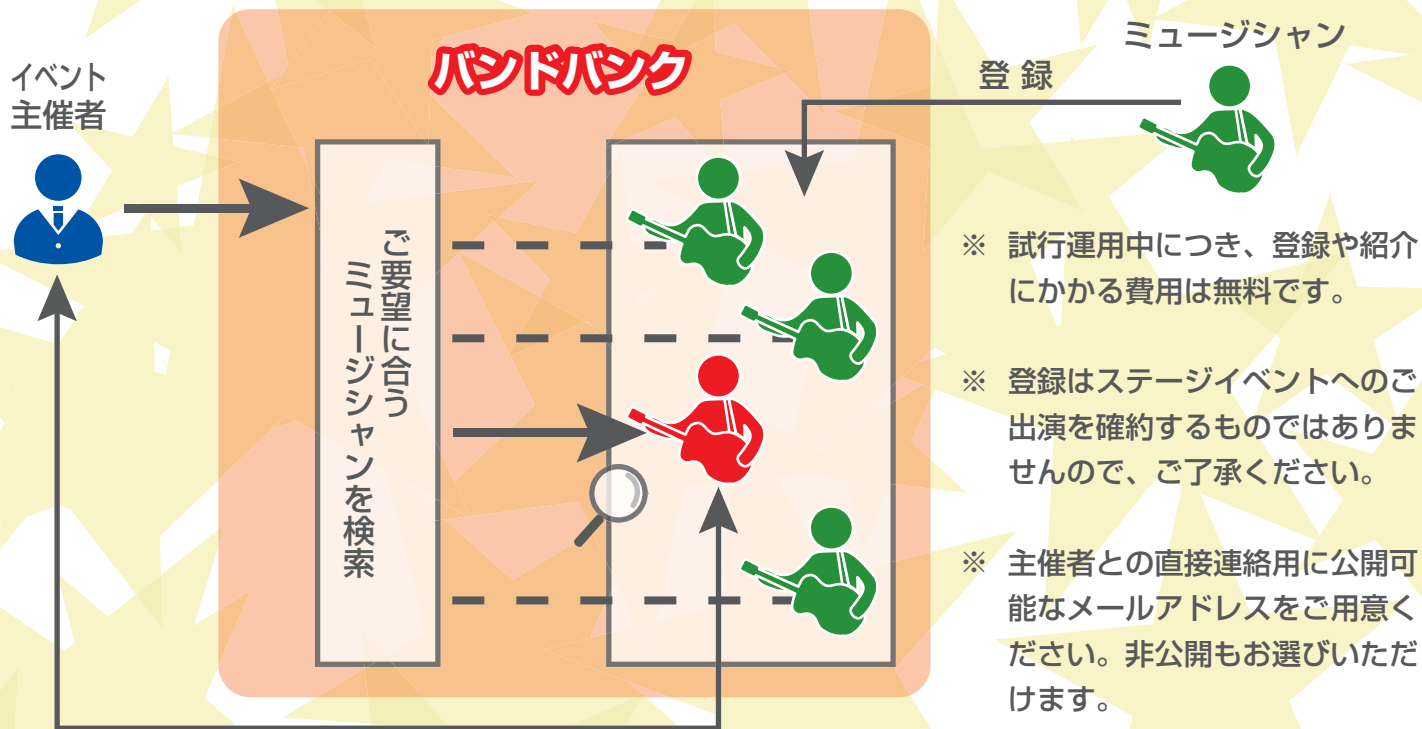 バンドバンク
イベント
主催者
ミュージシャン
登 録
ご要望に合う
ミュージシャンを検索
※ 試行運用中につき、登録や紹介
にかかる費用は無料です。
※ 登録はステージイベントへのご
出演を確約するものではありま
せんので、ご了承ください。
※ 主催者との直接連絡用に公開可
能なメールアドレスをご用意く
ださい。非公開もお選びいただ
けます。